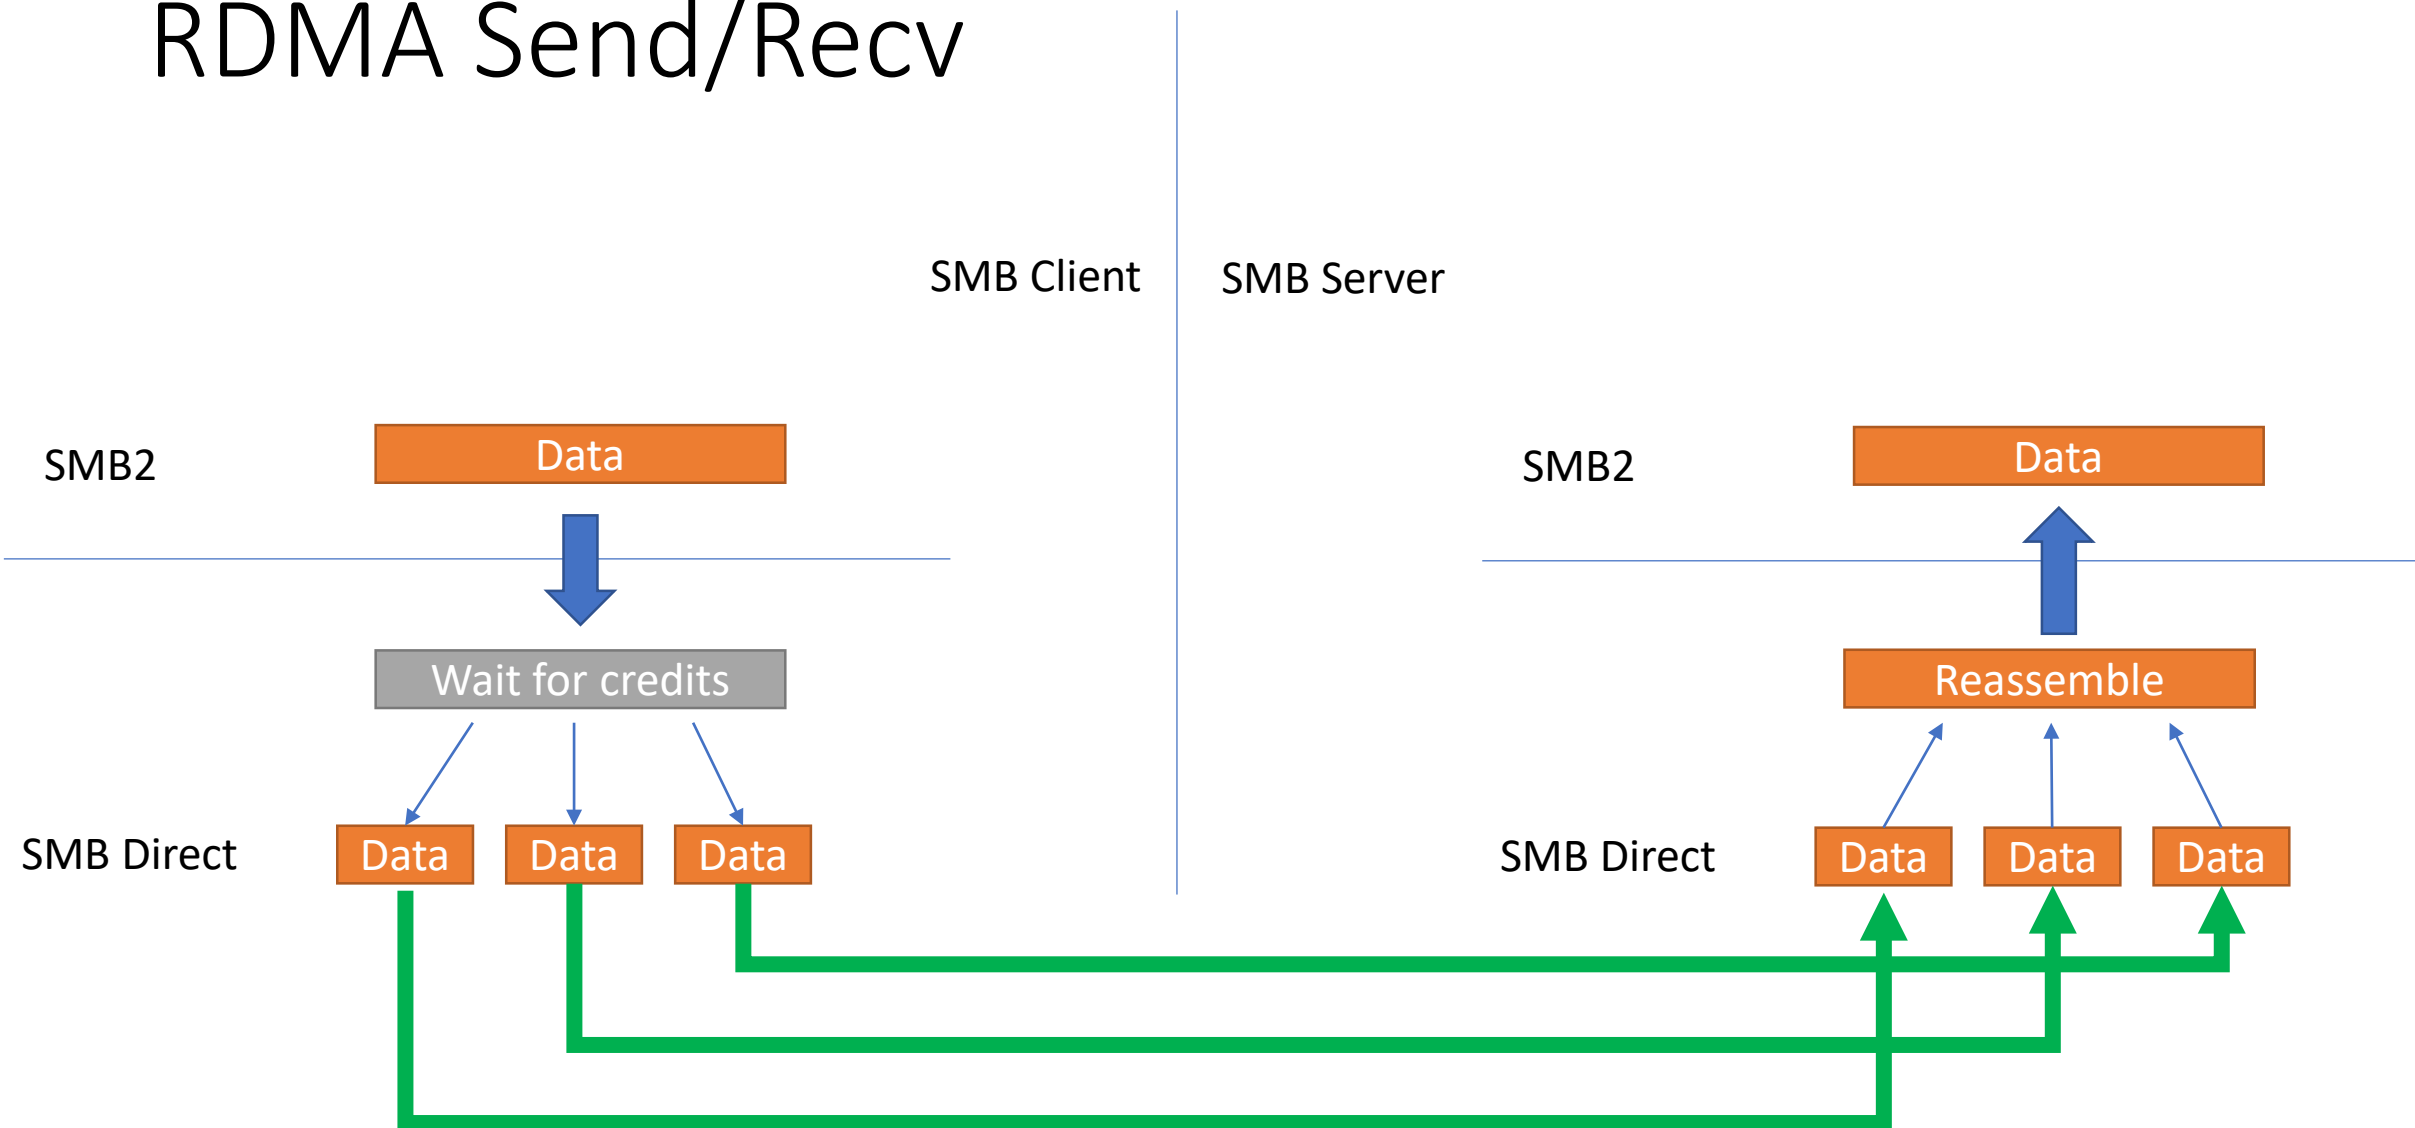 RDMA Send/Recv
SMB Client
SMB Server
SMB2
Data
SMB2
Data
Wait for credits
Reassemble
SMB Direct
Data
Data
Data
SMB Direct
Data
Data
Data